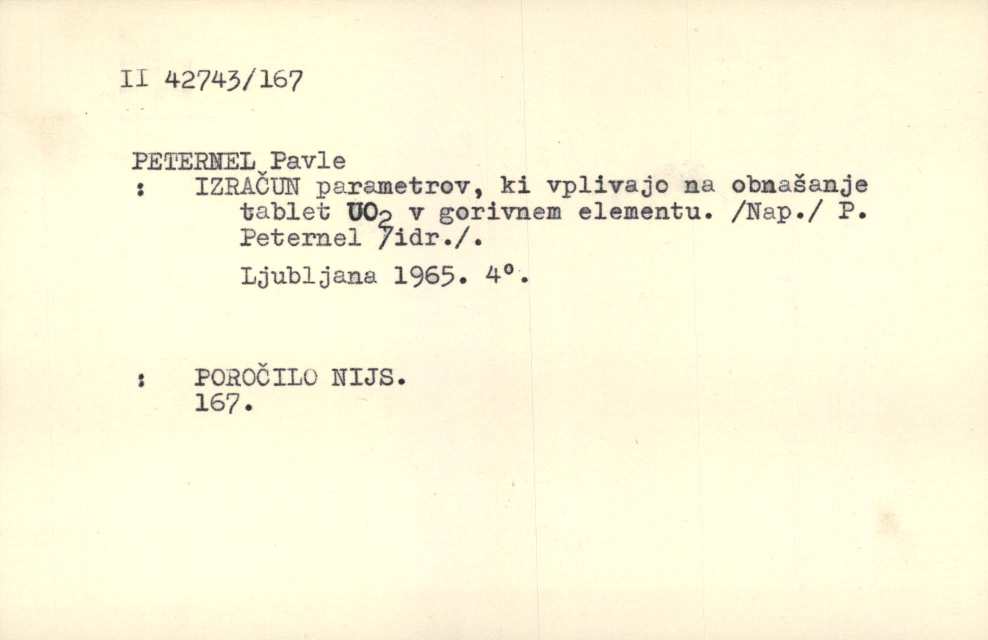 II 42743/167
PETERNEL Pavle
: IZRAČUN parametrov, ki vplivajo na obnašanje
tablet UO₂ v gorivnem elementu. /Nap./ P.
Peternel /idr./.
Ljubljana 1965. 4°.
: POROČILO NIJS.
167.